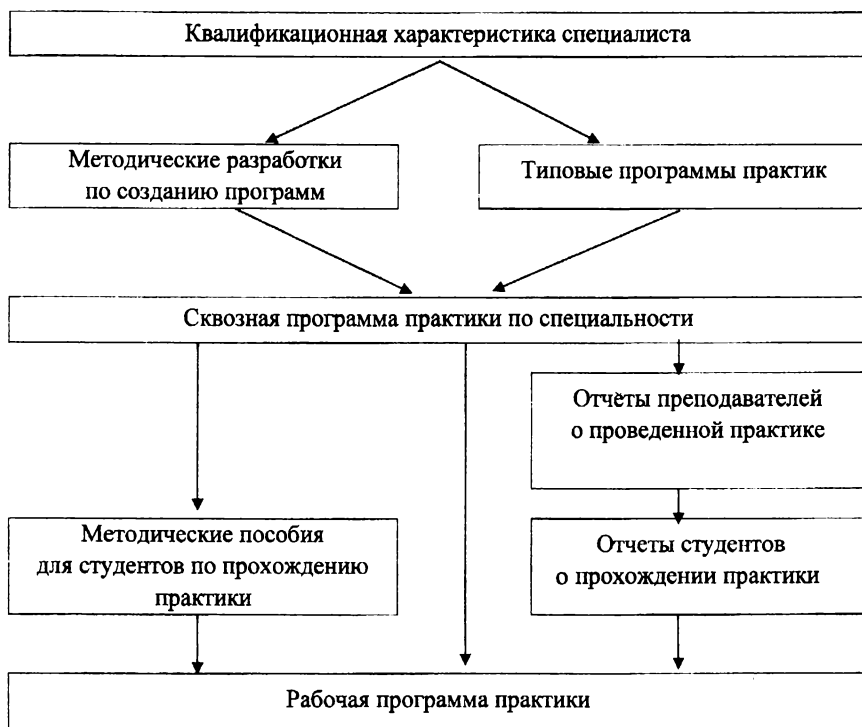 Квалификационная характеристика специалиста
Методические разработки
по созданию программ
Типовые программы практик
Сквозная программа практики по специальности
Отчёты преподавателей
о проведенной практике
Методические пособия
для студентов по прохождению
практики
Отчеты студентов
о прохождении практики
Рабочая программа практики